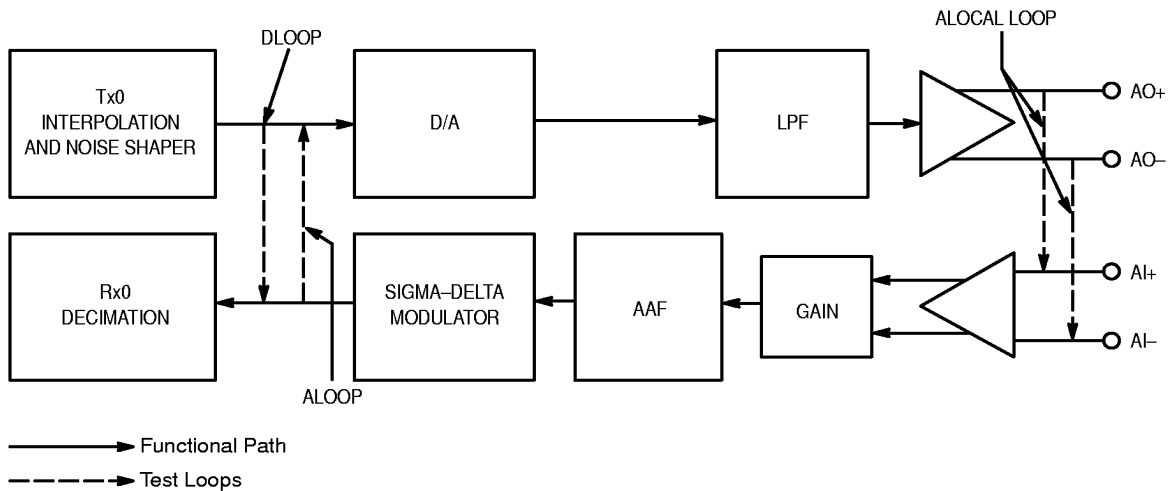 ALOCAL LOOP
DLOOP
Tx0
INTERPOLATION
AND NOISE SHAPER
D/A
LPF
AO+
AO–
Rx0
DECIMATION
SIGMA–DELTA
MODULATOR
AAF
GAIN
AI+
AI–
ALOOP
Functional Path
Test Loops